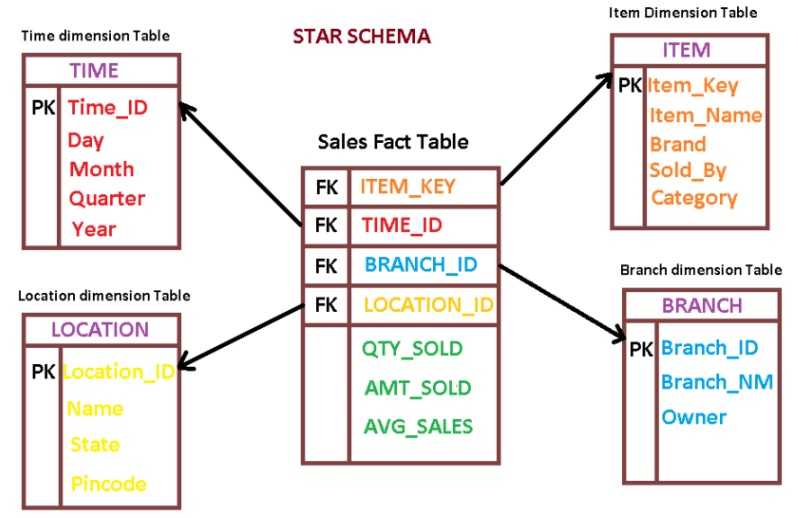 STAR SCHEMA
Time dimension Table
TIME
PK Time_ID
Day
Month
Quarter
Year
Item Dimension Table
ITEM
PK Item_Key
Item_Name
Brand
Sold_By
Category
Sales Fact Table
FK ITEM_KEY
FK TIME_ID
FK BRANCH_ID
FK LOCATION_ID
QTY_SOLD
AMT_SOLD
AVG_SALES
Location dimension Table
LOCATION
PK Location_ID
Name
State
Pincode
Branch dimension Table
BRANCH
PK Branch_ID
Branch_NM
Owner